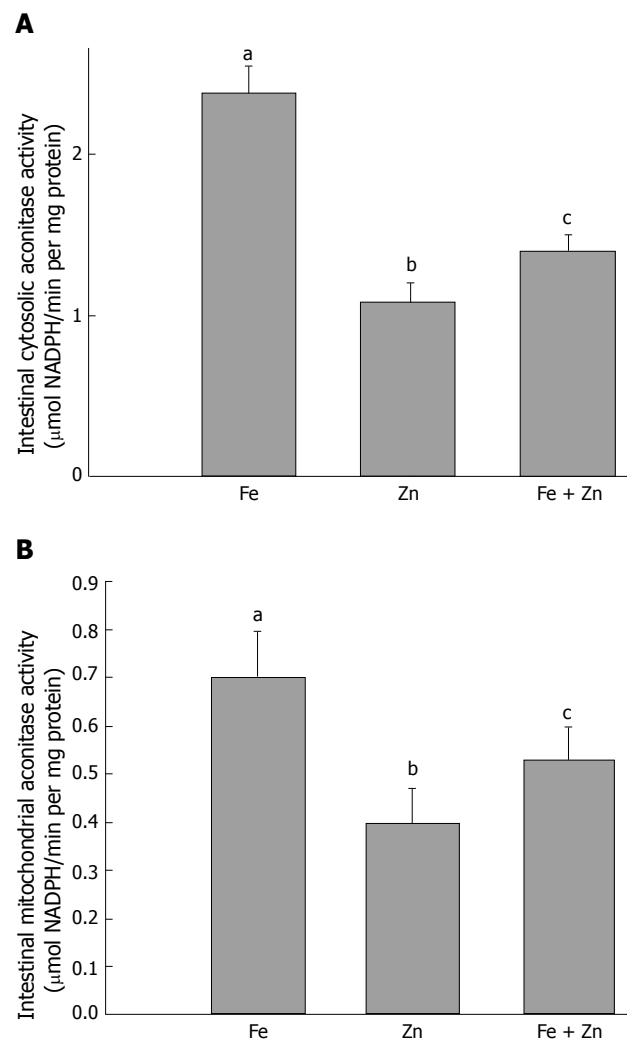 A
Intestinal cytosolic aconitase activity
(μmol NADPH/min per mg protein)
2
1
0
a
b
c
Fe
Zn
Fe + Zn
B
Intestinal mitochondrial aconitase activity
(μmol NADPH/min per mg protein)
0.9
0.8
0.7
0.6
0.5
0.4
0.3
0.2
0.1
0.0
a
b
c
Fe
Zn
Fe + Zn